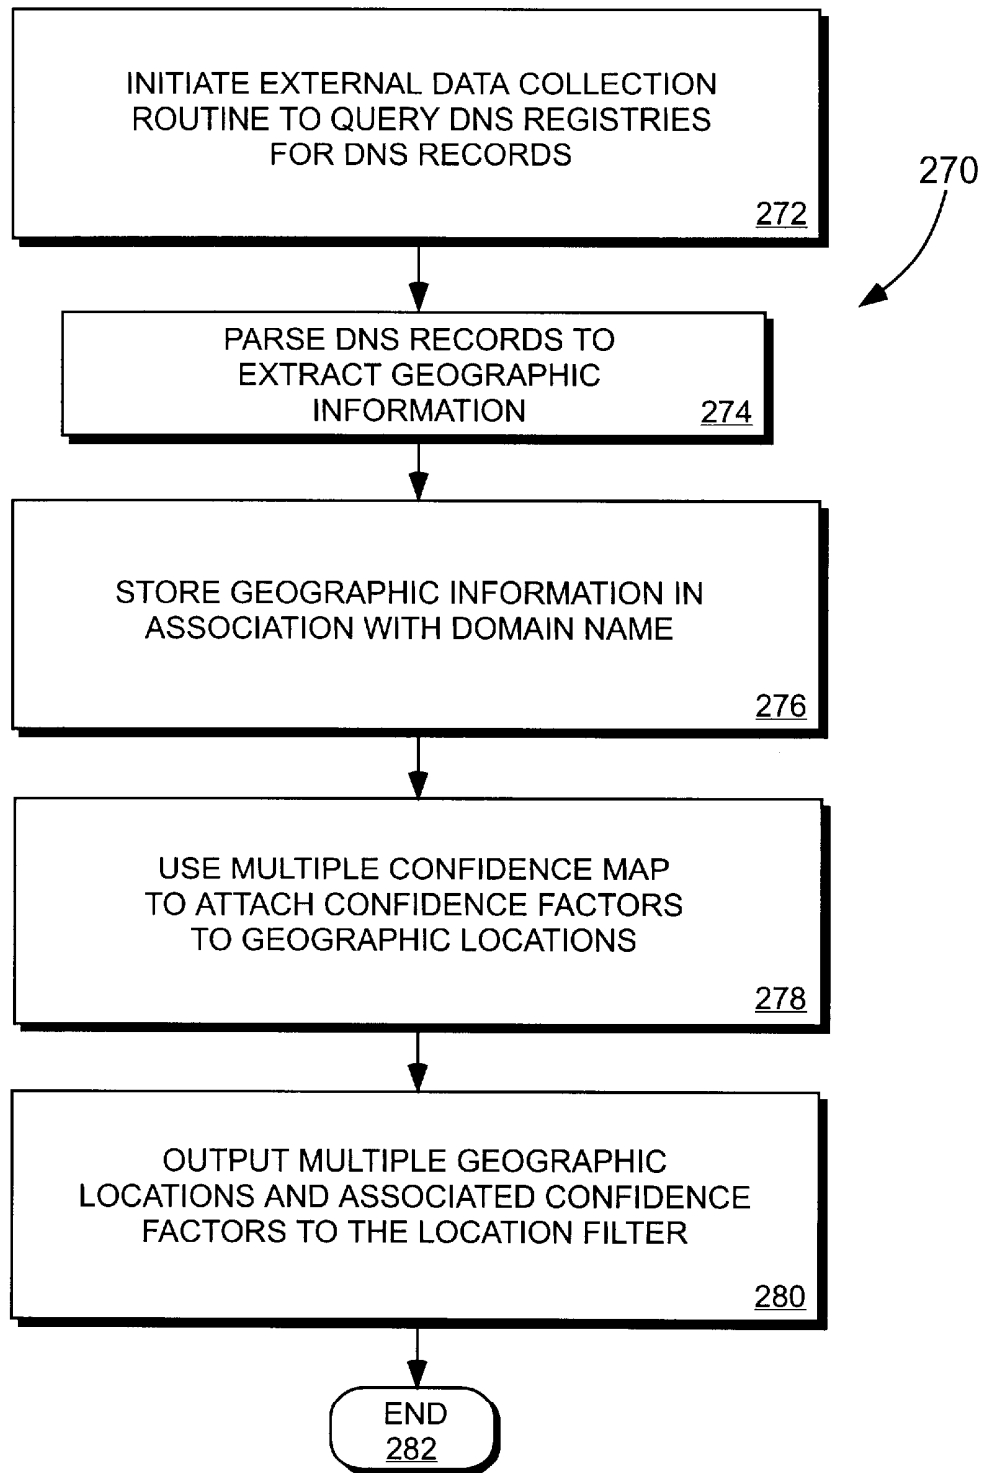 INITIATE EXTERNAL DATA COLLECTION
ROUTINE TO QUERY DNS REGISTRIES
FOR DNS RECORDS
272
270
PARSE DNS RECORDS TO
EXTRACT GEOGRAPHIC
INFORMATION
274
STORE GEOGRAPHIC INFORMATION IN
ASSOCIATION WITH DOMAIN NAME
276
USE MULTIPLE CONFIDENCE MAP
TO ATTACH CONFIDENCE FACTORS
TO GEOGRAPHIC LOCATIONS
278
OUTPUT MULTIPLE GEOGRAPHIC
LOCATIONS AND ASSOCIATED CONFIDENCE
FACTORS TO THE LOCATION FILTER
280
END
282